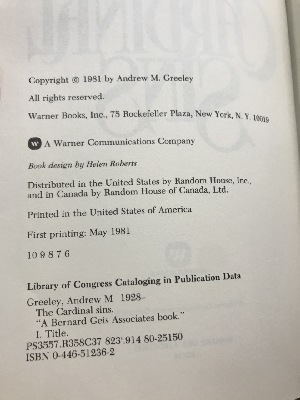 CARDINAL
SINS
Copyright © 1981 by Andrew M. Greeley
All rights reserved.
Warner Books, Inc., 75 Rockefeller Plaza, New York, N. Y. 10019
W A Warner Communications Company
Book design by Helen Roberts
Distributed in the United States by Random House, Inc.,
and in Canada by Random House of Canada, Ltd.
Printed in the United States of America
First printing: May 1981
10 9 8 7 6
Library of Congress Cataloging in Publication Data
Greeley, Andrew M 1928–
The Cardinal sins.
"A Bernard Geis Associates book."
I. Title.
PS3557.R358C37 823'.914 80-25150
ISBN 0-446-51236-2